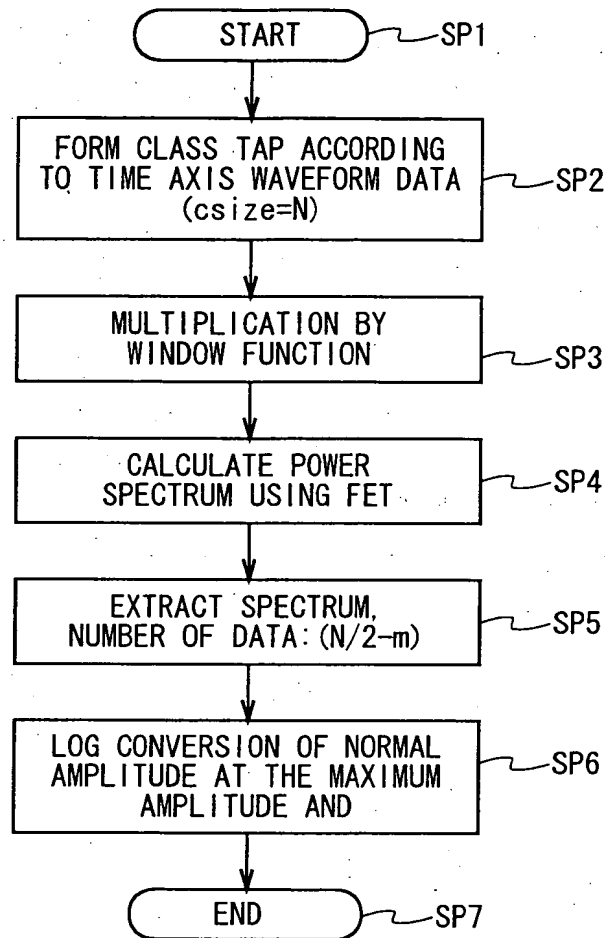 START
SP1
FORM CLASS TAP ACCORDING
TO TIME AXIS WAVEFORM DATA
(csize=N)
SP2
MULTIPLICATION BY
WINDOW FUNCTION
SP3
CALCULATE POWER
SPECTRUM USING FET
SP4
EXTRACT SPECTRUM,
NUMBER OF DATA:(N/2-m)
SP5
LOG CONVERSION OF NORMAL
AMPLITUDE AT THE MAXIMUM
AMPLITUDE AND
SP6
END
SP7